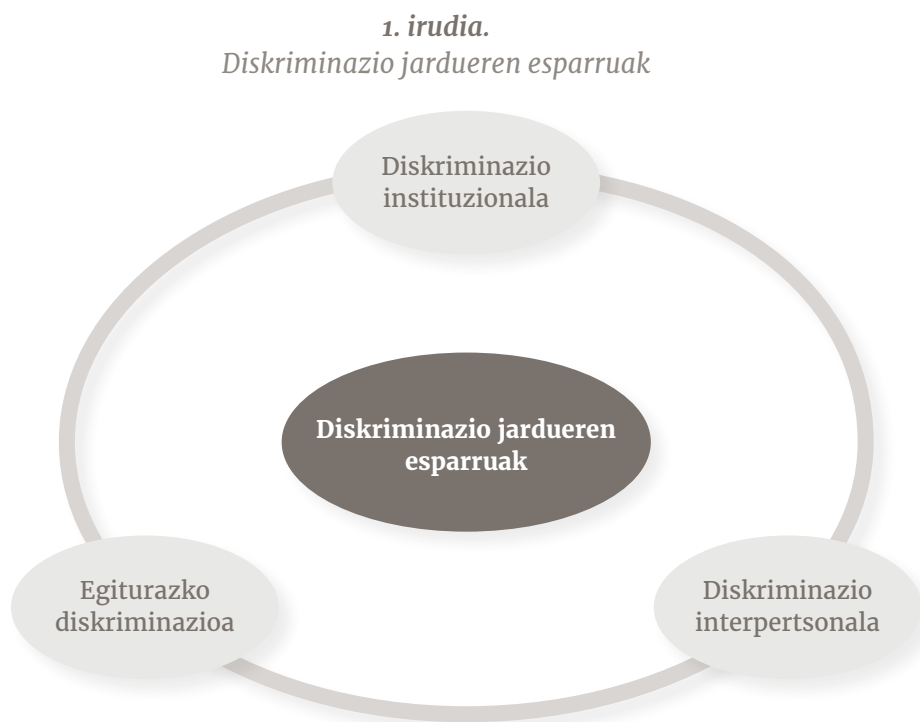 1. irudia.
Diskriminazio jardueren esparruak
Diskriminazio
instituzionala
Diskriminazio jardueren
esparruak
Egiturazko
diskriminazioa
Diskriminazio
interpertsonala